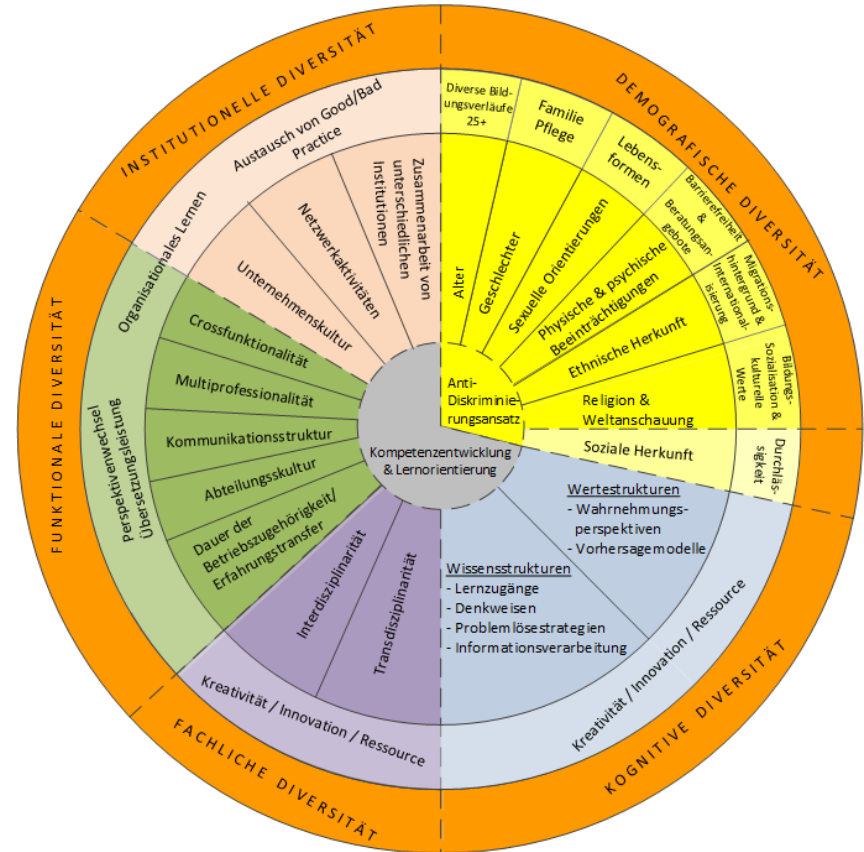 INSTITUTIONELLE DIVERSITÄT
DEMOGRAFISCHE DIVERSITÄT
KOGNITIVE DIVERSITÄT
FACHLICHE DIVERSITÄT
FUNKTIONALE DIVERSITÄT
Austausch von Good/Bad
Practice
Organisationales Lernen
Zusammenarbeit von
unterschiedlichen
Institutionen
Netzwerkaktivitäten
Unternehmenskultur
Diverse Bild-
ungsverläufe
25+
Familie
Pflege
Lebens-
formen
Barrierefreiheit
&
Beratungsan-
gebote
Migrations-
hintergrund &
International-
isierung
Bildungs-
Sozialisation &
kulturelle
Werte
Durchläs-
sigkeit
Alter
Geschlechter
Sexuelle Orientierungen
Physische & psychische
Beeinträchtigungen
Ethnische Herkunft
Religion &
Weltanschauung
Soziale Herkunft
Anti-
Diskriminie-
rungsansatz
Kompetenzentwicklung
& Lernorientierung
Wertestrukturen
- Wahrnehmungs-
perspektiven
- Vorhersagemodelle
Wissensstrukturen
- Lernzugänge
- Denkweisen
- Problemlösestrategien
- Informationsverarbeitung
Kreativität / Innovation / Ressource
Transdisziplinarität
Interdisziplinarität
Kreativität / Innovation / Ressource
Crossfunktionalität
Multiprofessionalität
Kommunikationsstruktur
Abteilungsskultur
Dauer der
Betriebszugehörigkeit/
Erfahrungstransfer
Perspektivenwechsel
Übersetzungsleistung